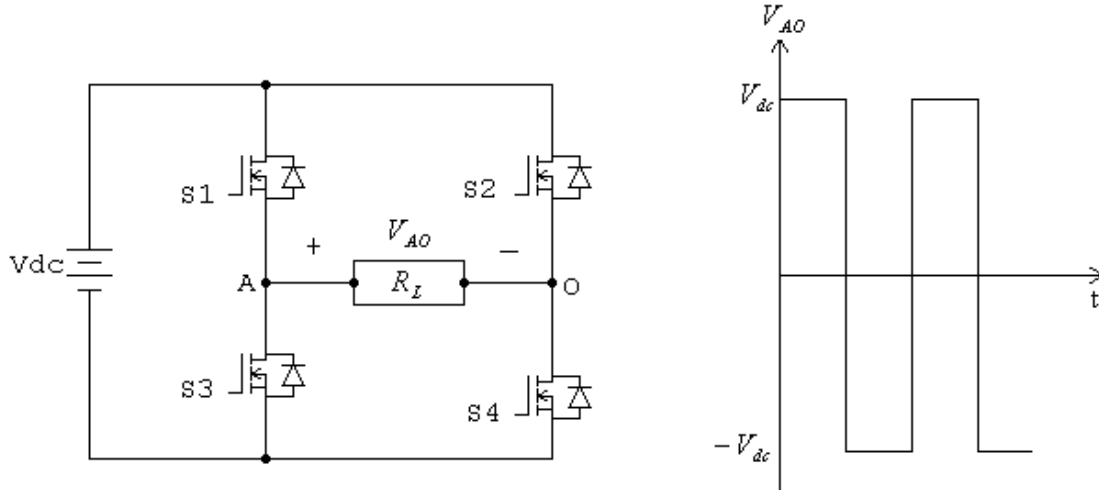 V_AO
V_dc
S1
S2
V_AO
+
−
Vdc
A
R_L
O
t
S3
S4
−V_dc